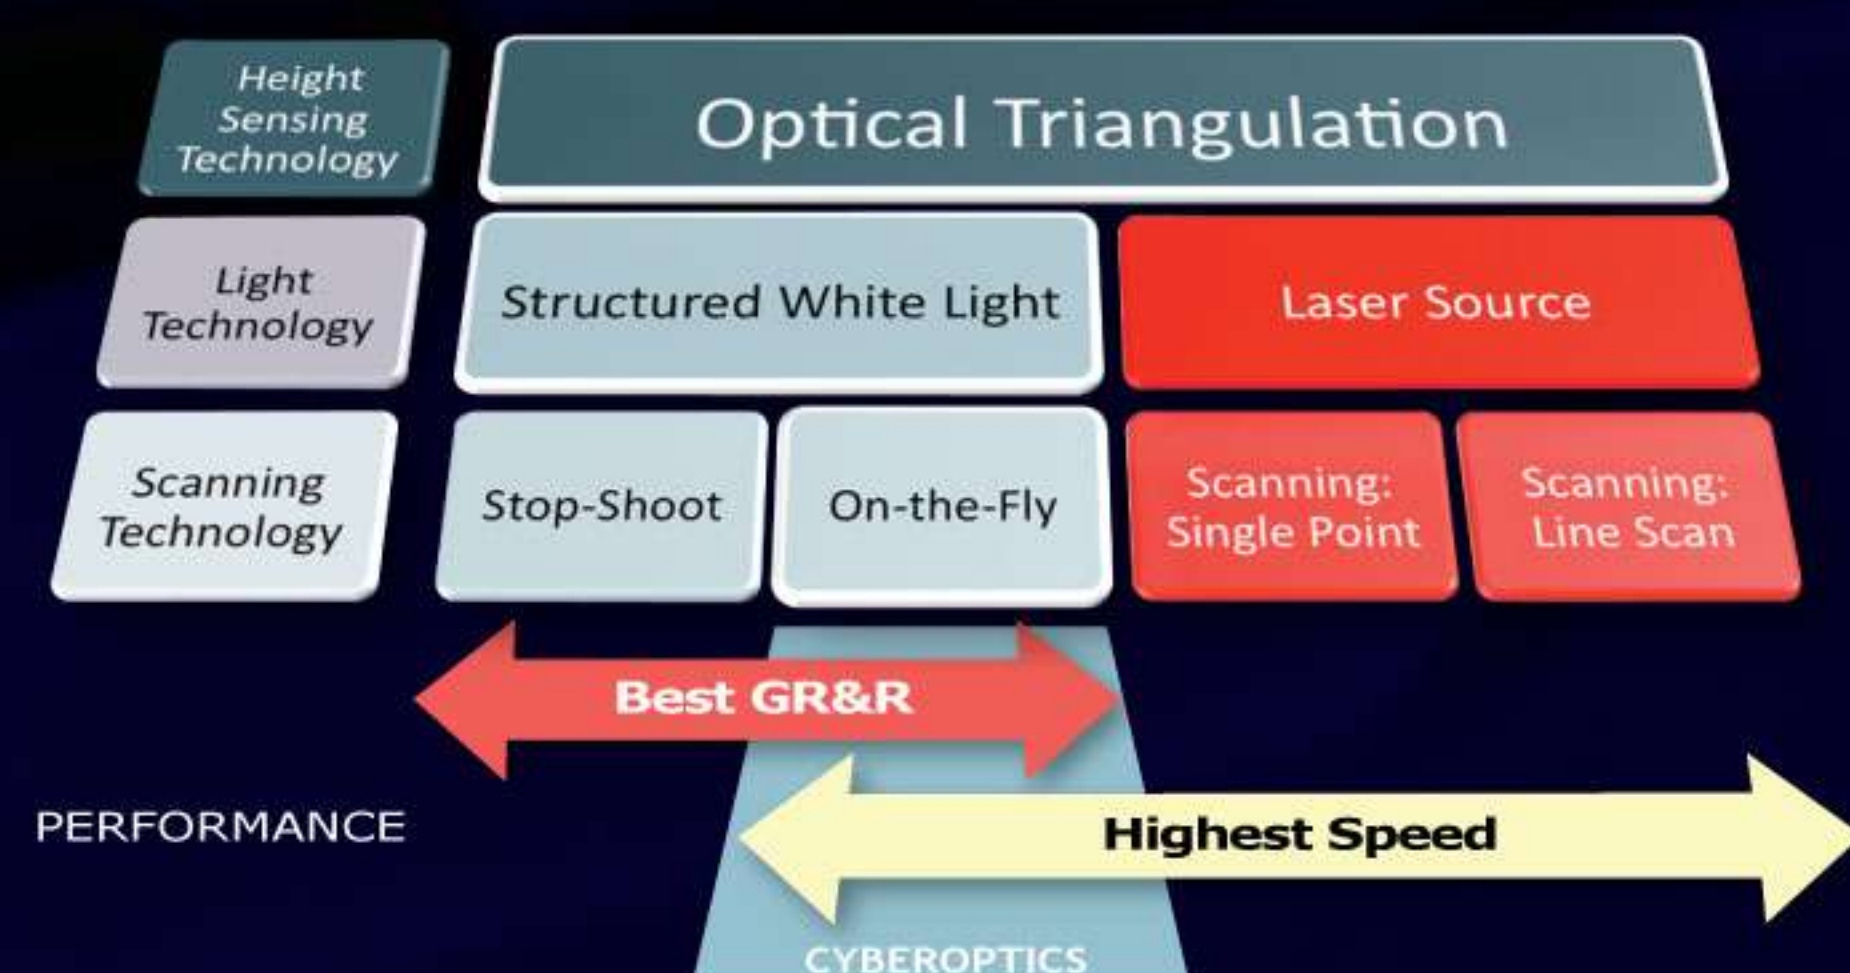 Height
Sensing
Technology
Optical Triangulation
Light
Technology
Structured White Light
Laser Source
Scanning
Technology
Stop-Shoot
On-the-Fly
Scanning:
Single Point
Scanning:
Line Scan
Best GR&R
PERFORMANCE
Highest Speed
CYBEROPTICS